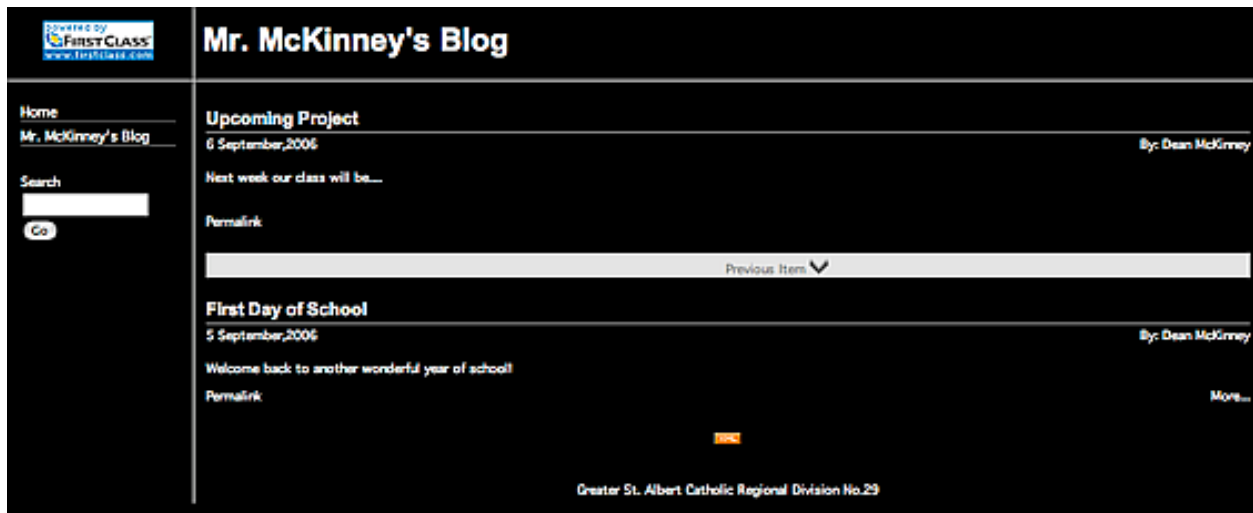 powered by
FIRSTCLASS
www.firstclass.com
Mr. McKinney's Blog
Home
Mr. McKinney's Blog
Search
Go
Upcoming Project
6 September,2006 By: Dean McKinney
Next week our class will be....
Permalink
Previous Item
First Day of School
5 September,2006 By: Dean McKinney
Welcome back to another wonderful year of school!
Permalink More...
Greater St. Albert Catholic Regional Division No.29